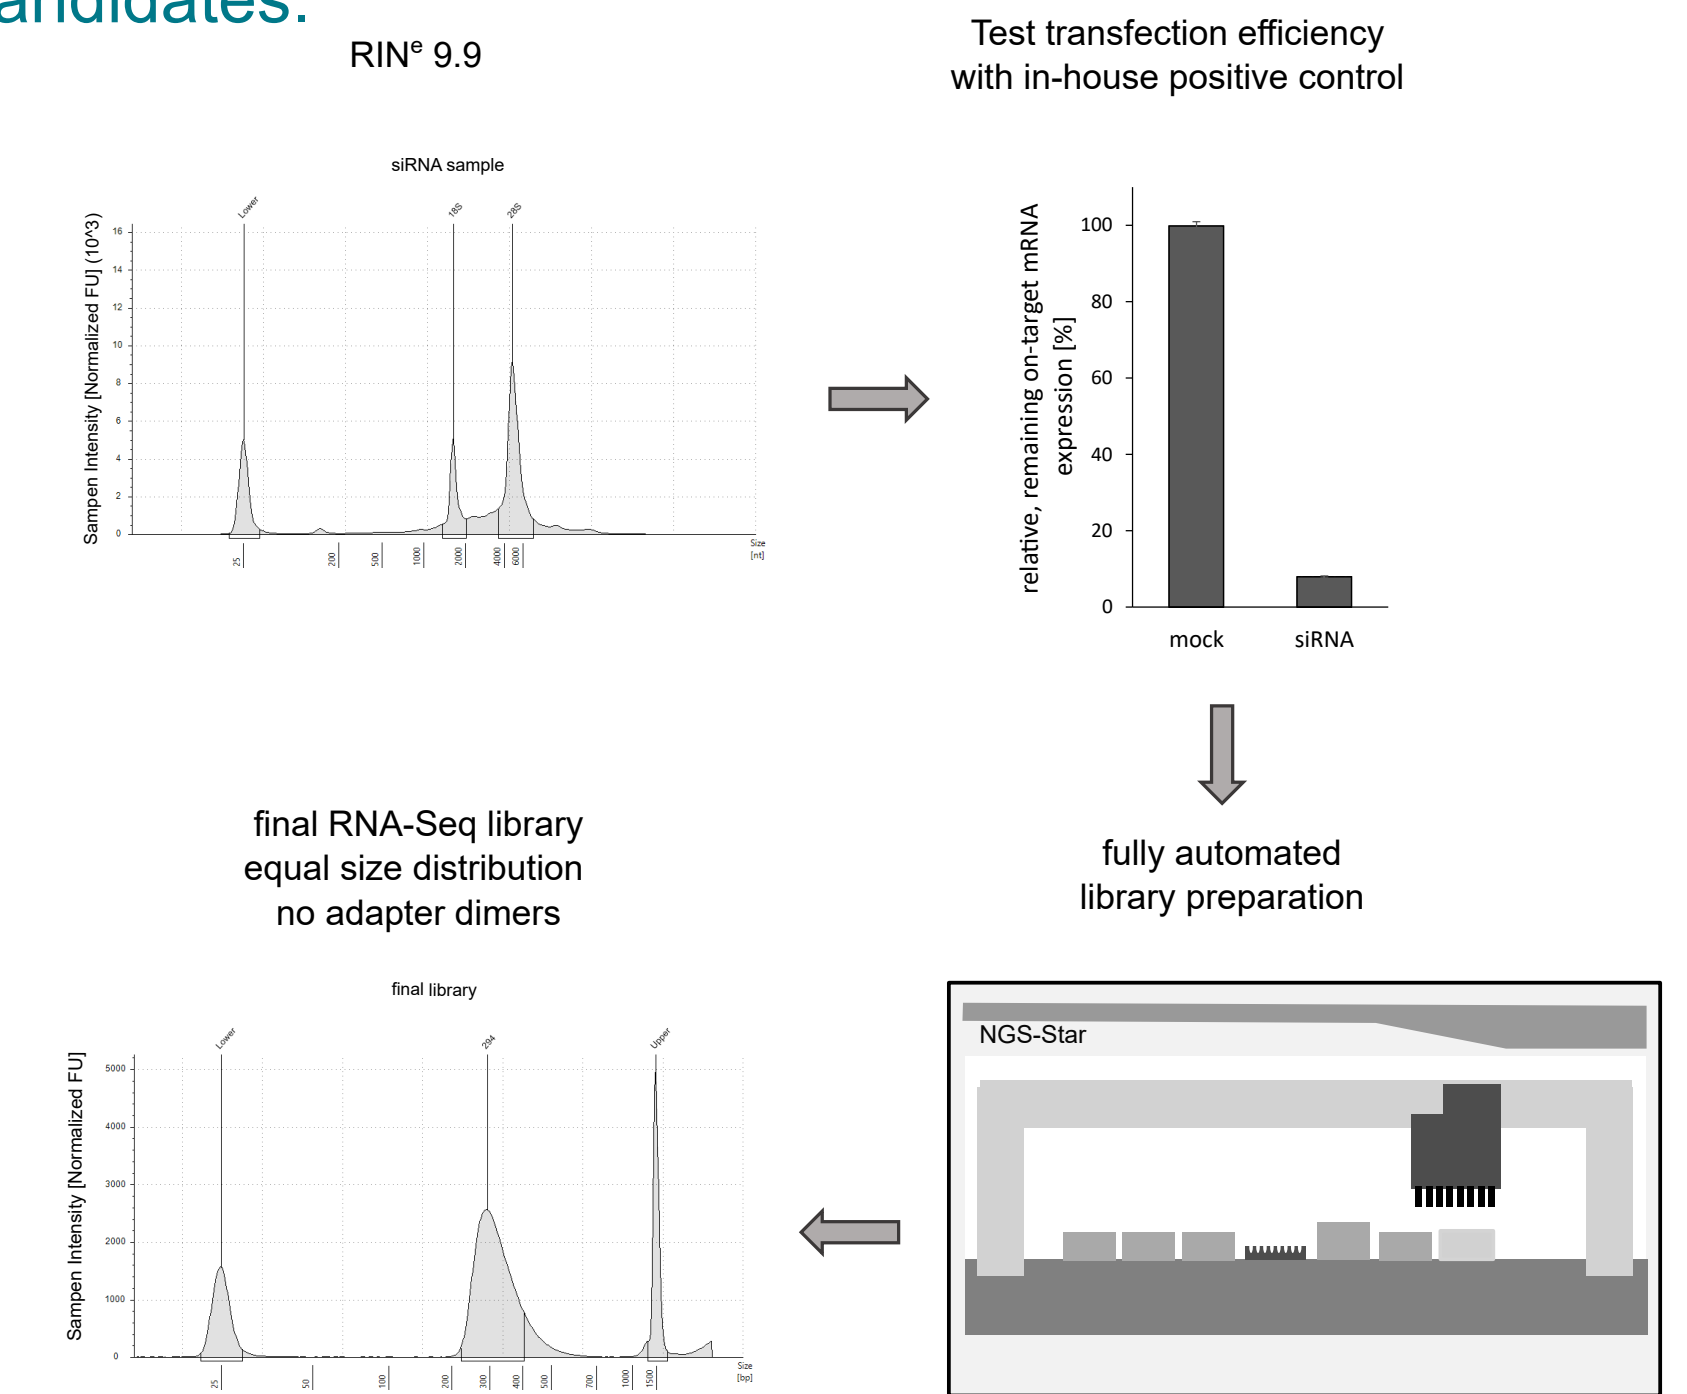 andidates.
RINᵉ 9.9
Test transfection efficiency
with in-house positive control
siRNA sample
Sampen Intensity [Normalized FU] (10^3)
Lower
18S
28S
16
14
12
10
8
6
4
2
0
25
200
500
1000
2000
4000
6000
Size
[nt]
relative, remaining on-target mRNA
expression [%]
100
80
60
40
20
0
mock
siRNA
final RNA-Seq library
equal size distribution
no adapter dimers
fully automated
library preparation
final library
Sampen Intensity [Normalized FU]
Lower
294
Upper
5000
4000
3000
2000
1000
0
25
50
100
200
300
400
500
700
1000
1500
Size
[bp]
NGS-Star